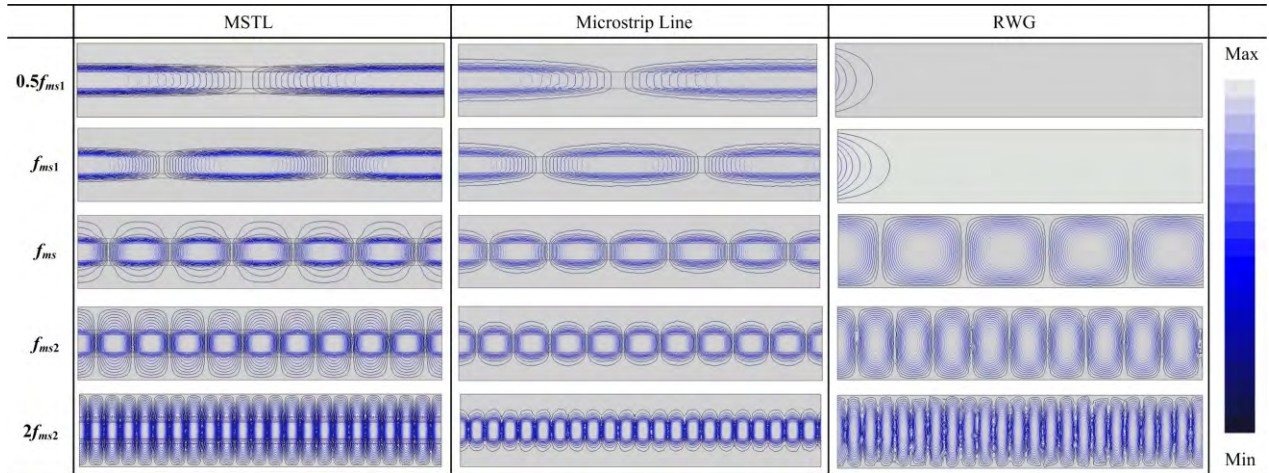 MSTL Microstrip Line RWG
Max
0.5fms1
fms1
fms
fms2
2fms2
Min